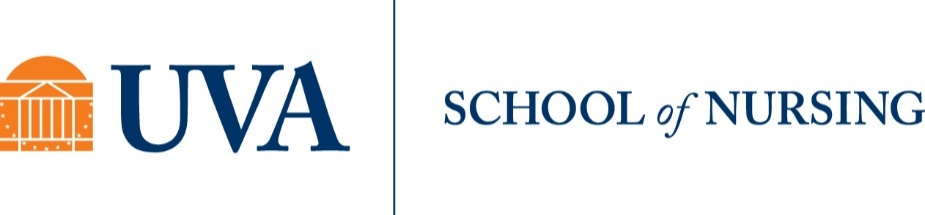 UVA
SCHOOL of NURSING